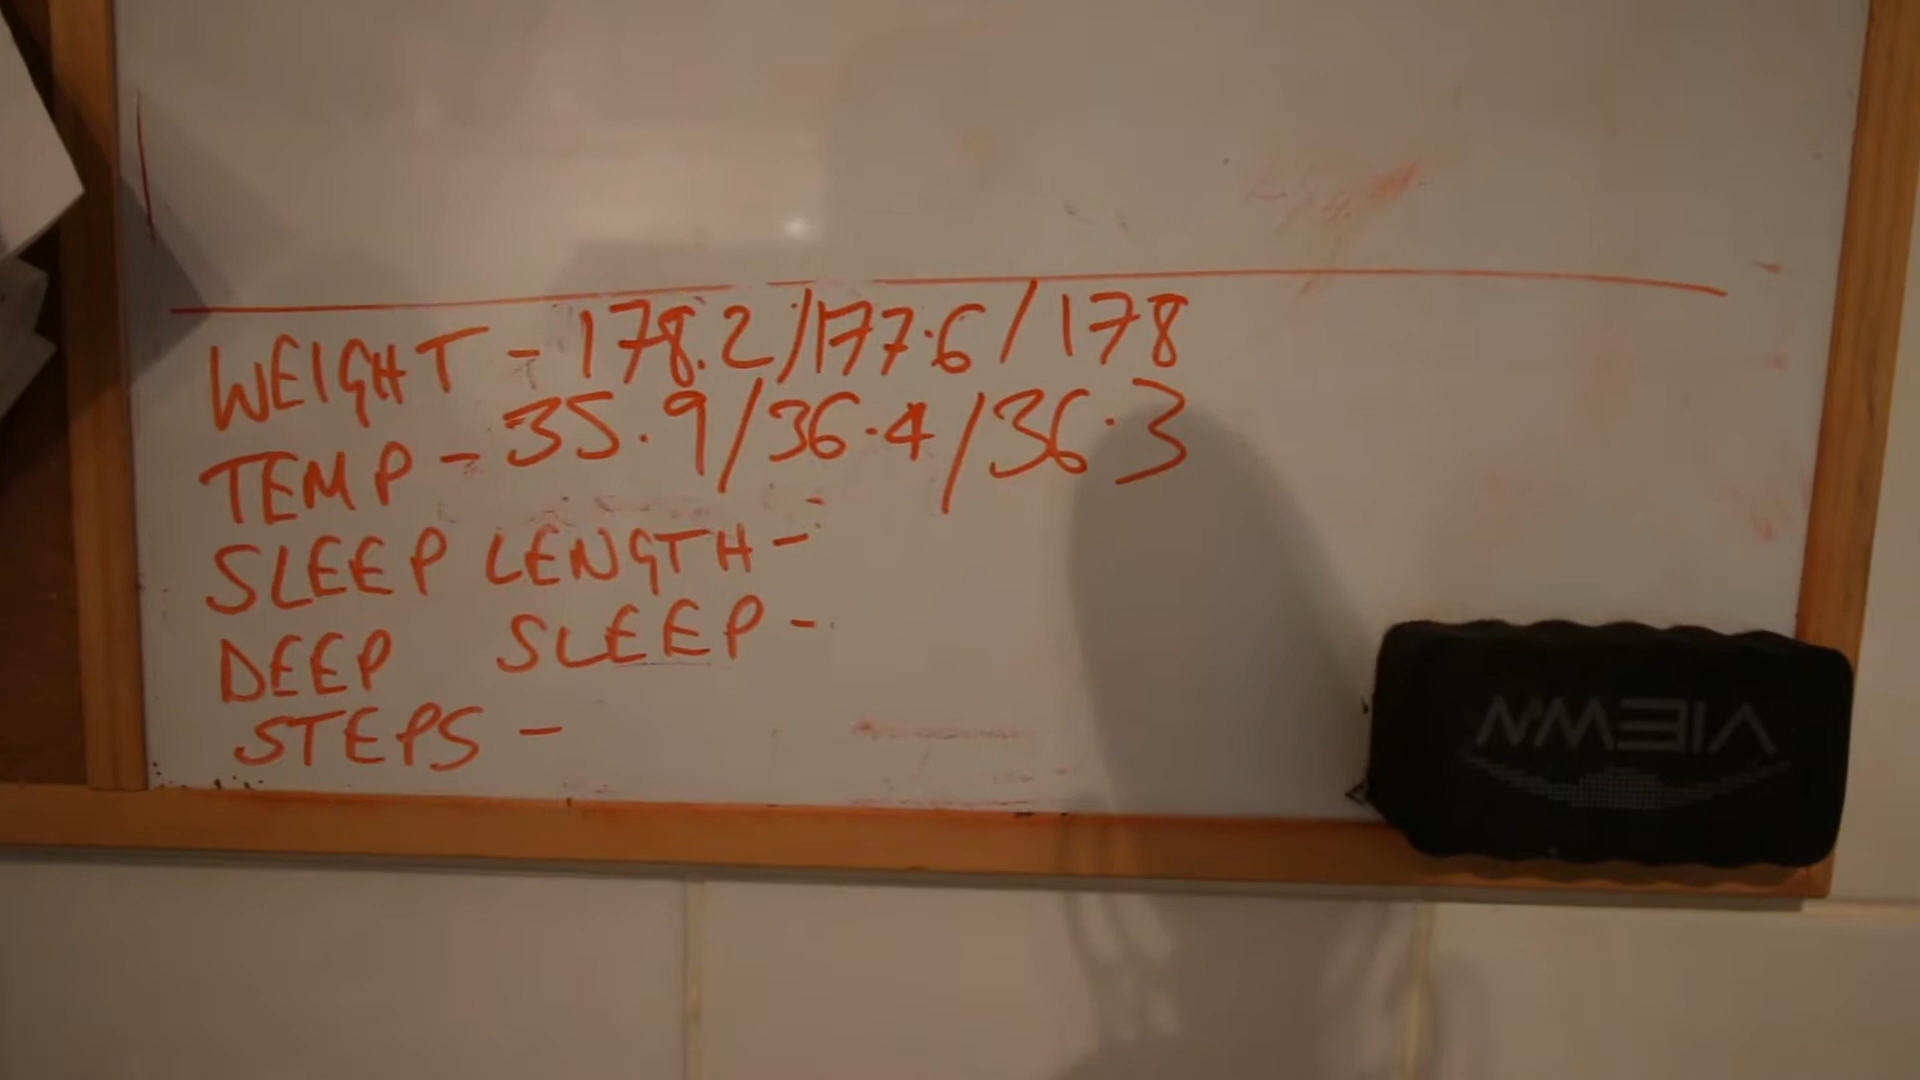 WEIGHT - 178.2/177.6/178
TEMP - 35.9/36.4/36.3
SLEEP LENGTH -
DEEP SLEEP -
STEPS -
VIEWN